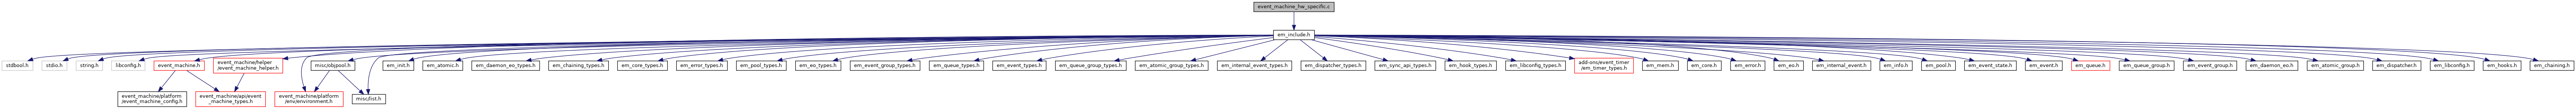 event_machine_hw_specific.c
em_include.h
stdbool.h
stdio.h
string.h
libconfig.h
event_machine.h
event_machine/helper
/event_machine_helper.h
misc/objpool.h
em_init.h
em_atomic.h
em_daemon_eo_types.h
em_chaining_types.h
em_core_types.h
em_error_types.h
em_pool_types.h
em_eo_types.h
em_event_group_types.h
em_queue_types.h
em_event_types.h
em_queue_group_types.h
em_atomic_group_types.h
em_internal_event_types.h
em_dispatcher_types.h
em_sync_api_types.h
em_hook_types.h
em_libconfig_types.h
add-ons/event_timer
/em_timer_types.h
em_mem.h
em_core.h
em_error.h
em_eo.h
em_internal_event.h
em_info.h
em_pool.h
em_event_state.h
em_event.h
em_queue.h
em_queue_group.h
em_event_group.h
em_daemon_eo.h
em_atomic_group.h
em_dispatcher.h
em_libconfig.h
em_hooks.h
em_chaining.h
event_machine/platform
/event_machine_config.h
event_machine/api/event
_machine_types.h
event_machine/platform
/env/environment.h
misc/list.h